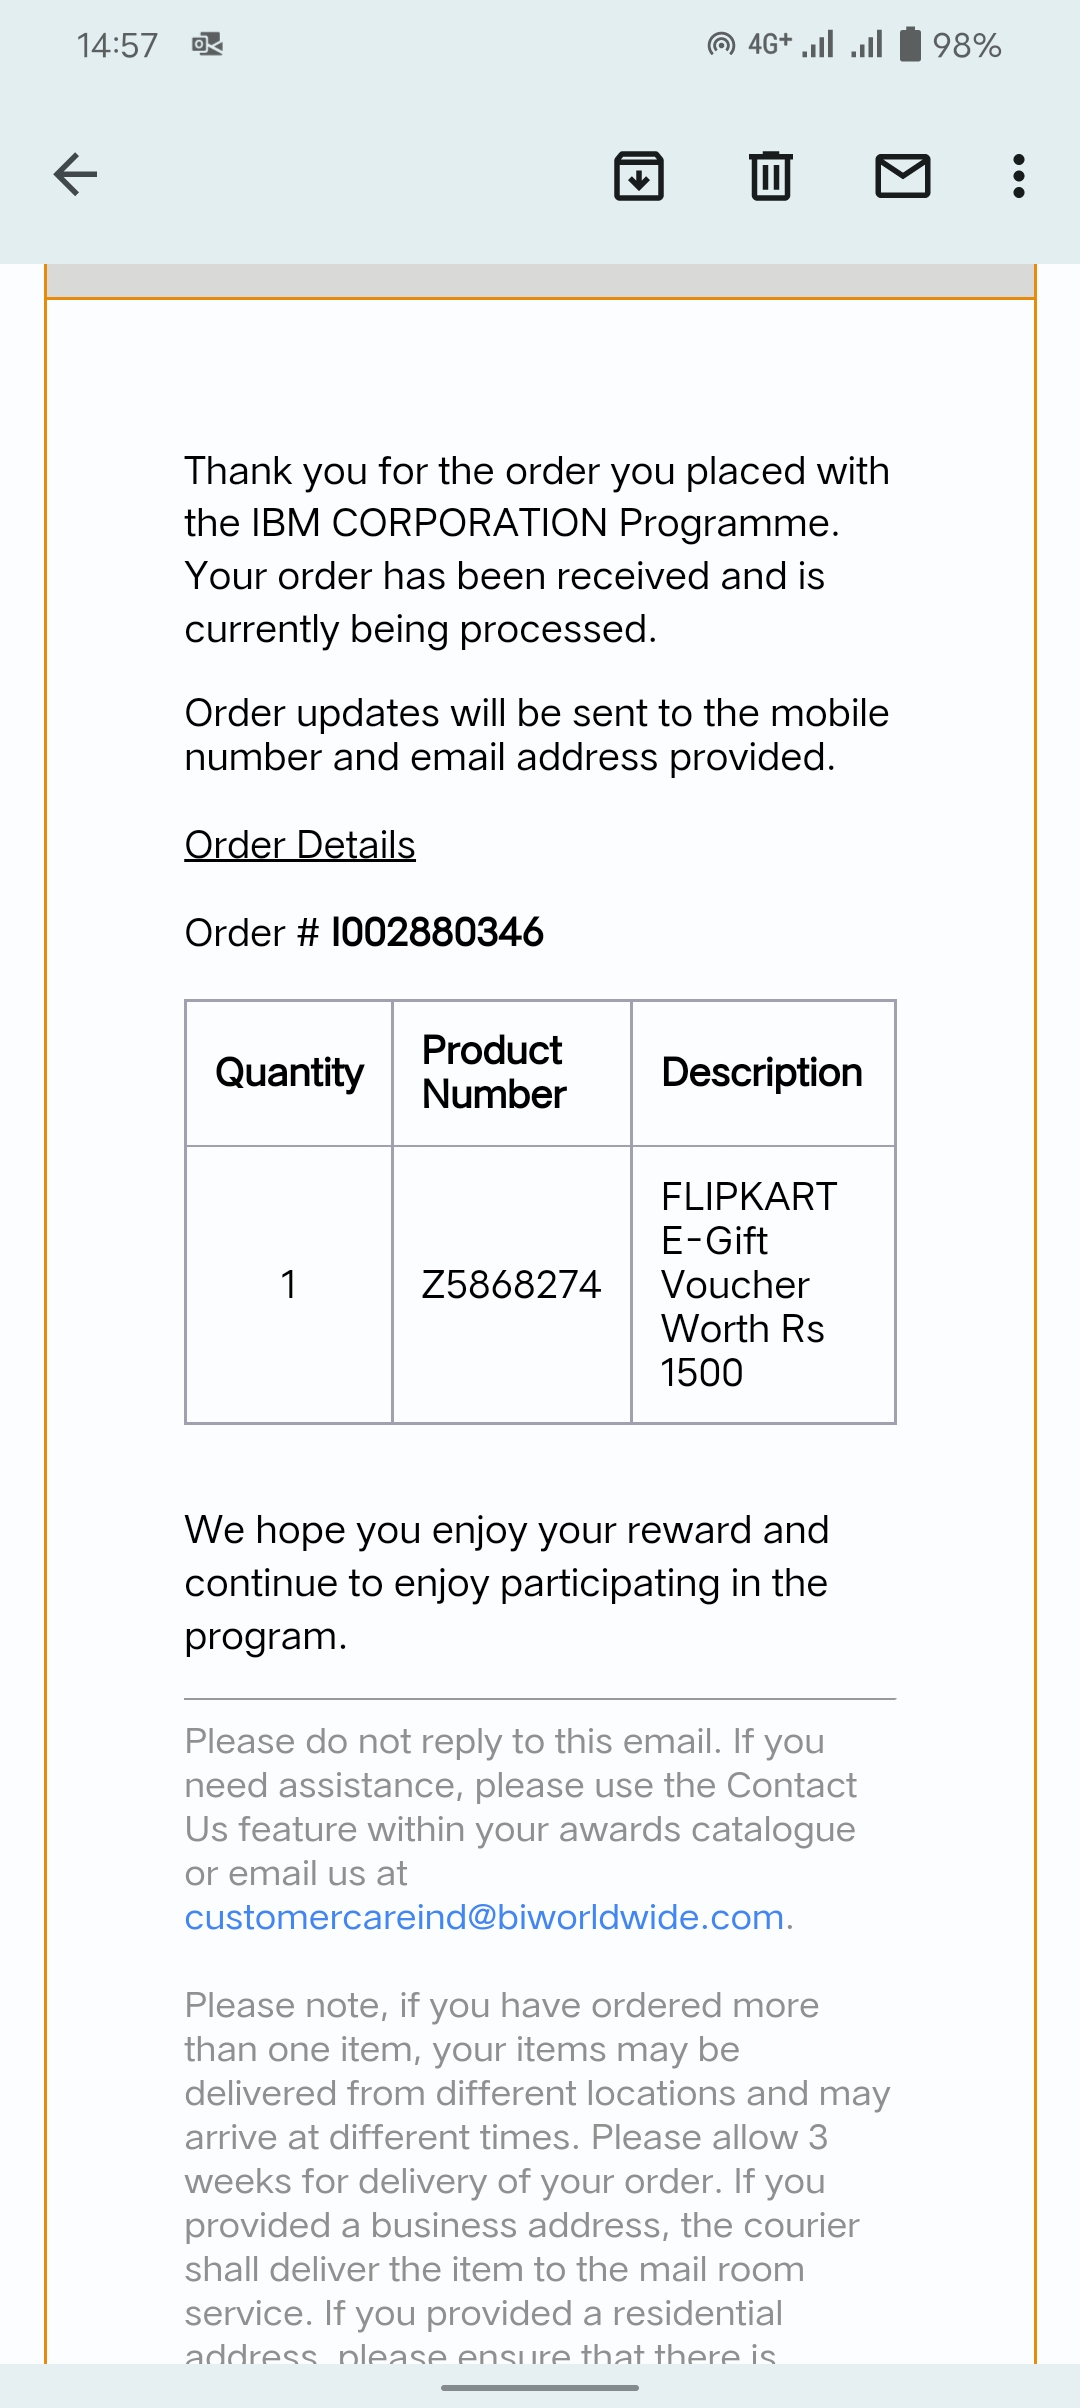 14:57
4G+
98%
Thank you for the order you placed with
the IBM CORPORATION Programme.
Your order has been received and is
currently being processed.
Order updates will be sent to the mobile
number and email address provided.
Order Details
Order # I002880346
Quantity
Product
Number
Description
1
Z5868274
FLIPKART
E-Gift
Voucher
Worth Rs
1500
We hope you enjoy your reward and
continue to enjoy participating in the
program.
Please do not reply to this email. If you
need assistance, please use the Contact
Us feature within your awards catalogue
or email us at
customercareind@biworldwide.com.
Please note, if you have ordered more
than one item, your items may be
delivered from different locations and may
arrive at different times. Please allow 3
weeks for delivery of your order. If you
provided a business address, the courier
shall deliver the item to the mail room
service. If you provided a residential
address, please ensure that there is